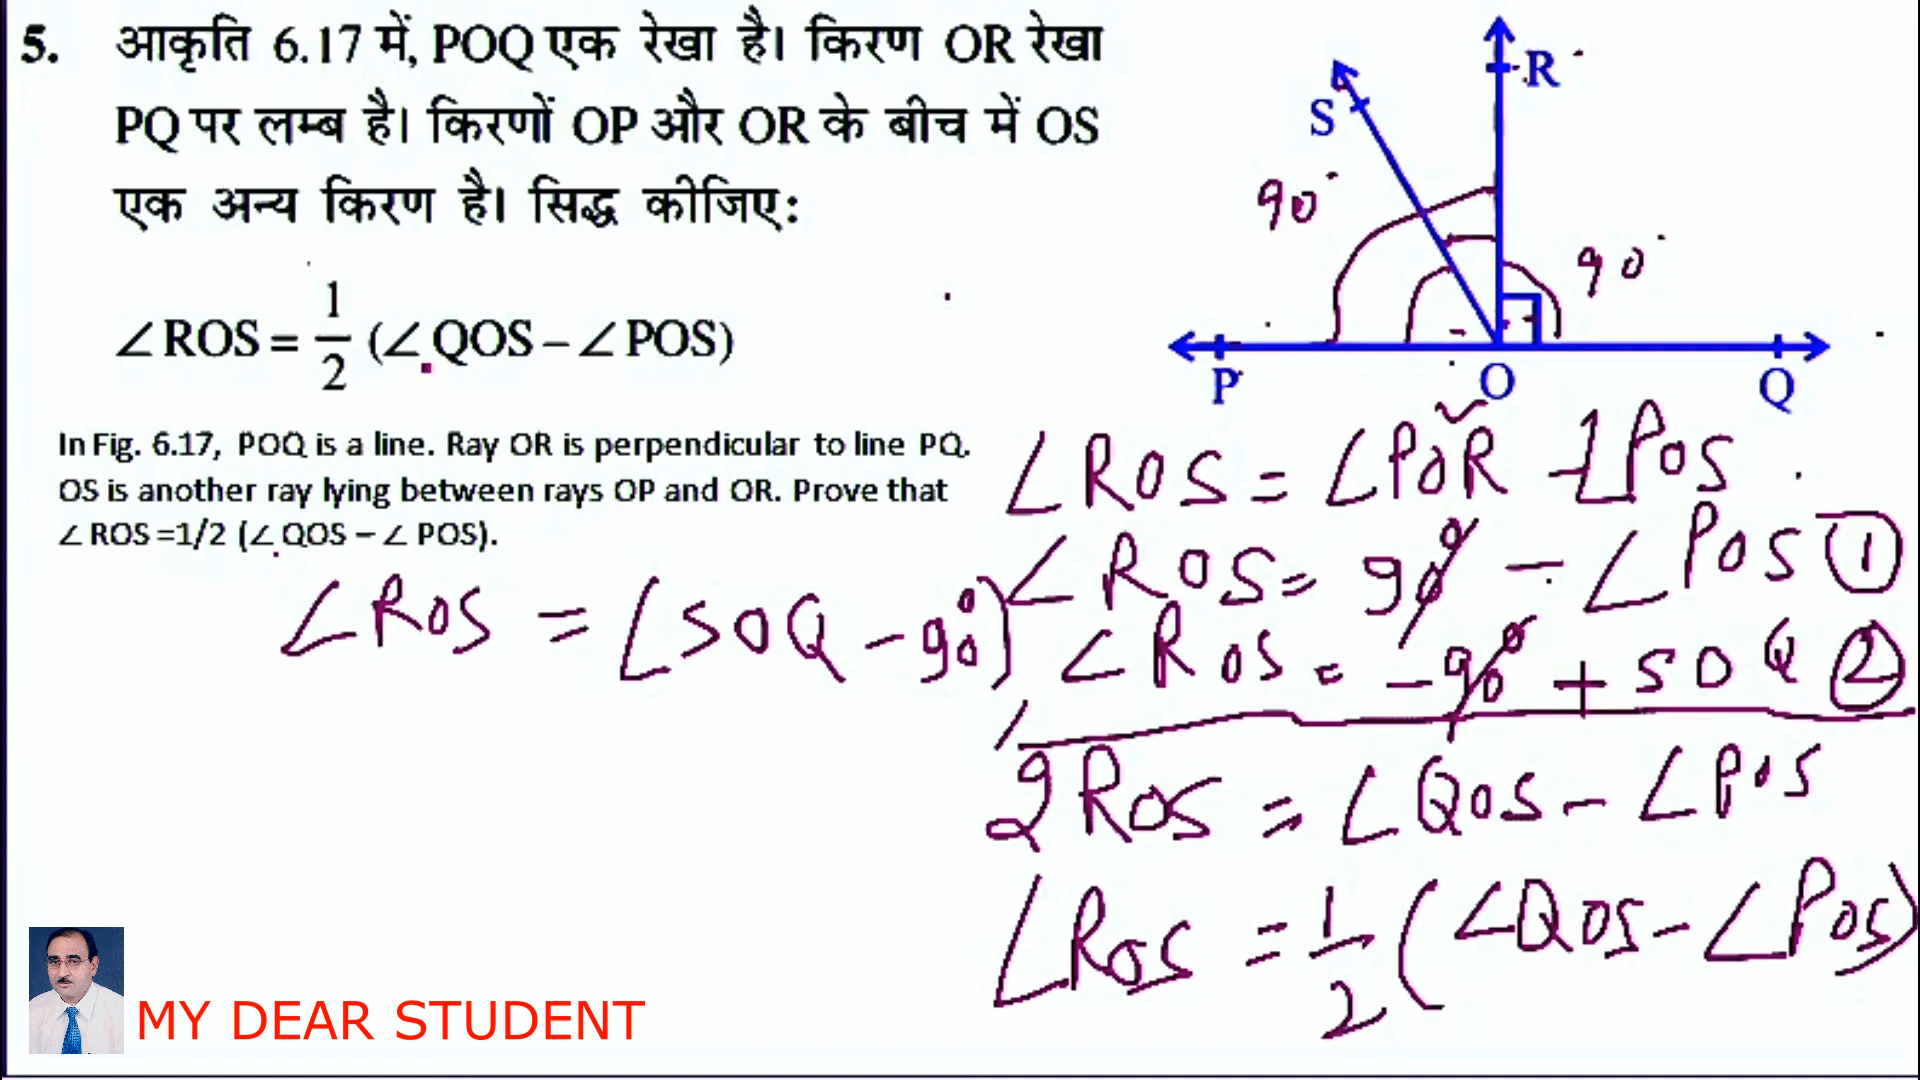 5. आकृति 6.17 में, POQ एक रेखा है। किरण OR रेखा
PQ पर लम्ब है। किरणों OP और OR के बीच में OS
एक अन्य किरण है। सिद्ध कीजिए:
∠ROS = 1/2 (∠QOS – ∠POS)
In Fig. 6.17, POQ is a line. Ray OR is perpendicular to line PQ.
OS is another ray lying between rays OP and OR. Prove that
∠ROS =1/2 (∠QOS – ∠POS).
R
S
90°
90°
P
O
Q
∠ROS = ∠POR - ∠POS
∠ROS = 90° - ∠POS ①
∠ROS = ∠SOQ - 90°
∠ROS = -90° + SOQ ②
2ROS = ∠QOS - ∠POS
∠ROS = 1/2 (∠QOS - ∠POS)
MY DEAR STUDENT